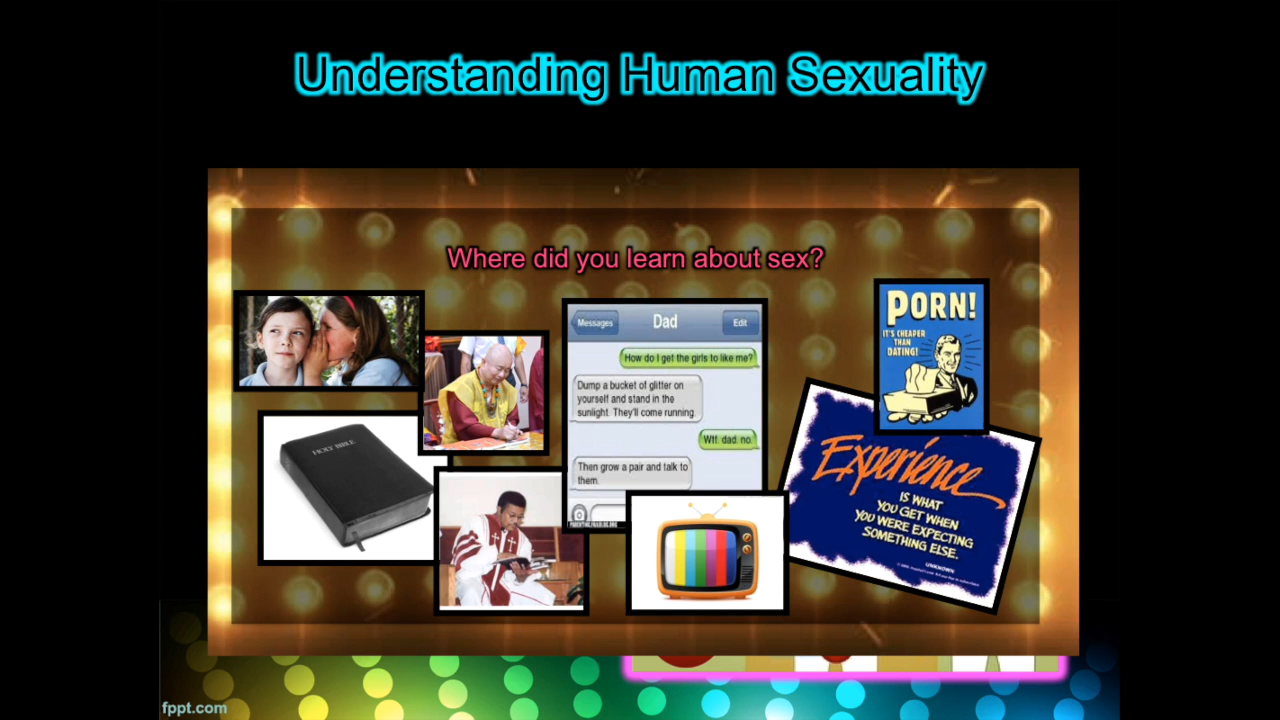 Understanding Human Sexuality
Where did you learn about sex?
HOLY BIBLE
Messages
Dad
Edit
How do I get the girls to like me?
Dump a bucket of glitter on
yourself and stand in the
sunlight. They'll come running.
Wtf. dad. no.
Then grow a pair and talk to
them.
PORN!
IT'S CHEAPER
THAN
DATING!
Experience
IS WHAT
YOU GET WHEN
YOU WERE EXPECTING
SOMETHING ELSE.
UNKNOWN
fppt.com